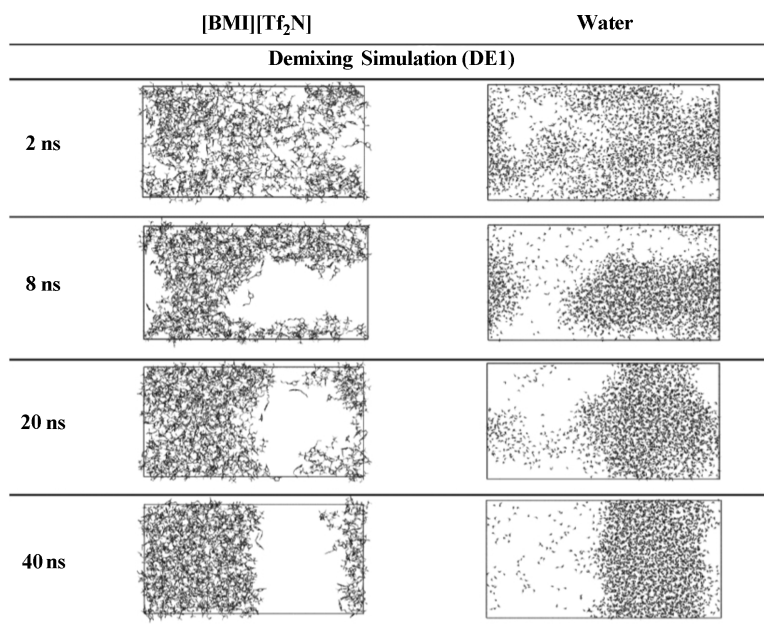 [BMI][Tf₂N] Water
Demixing Simulation (DE1)
2 ns
8 ns
20 ns
40 ns